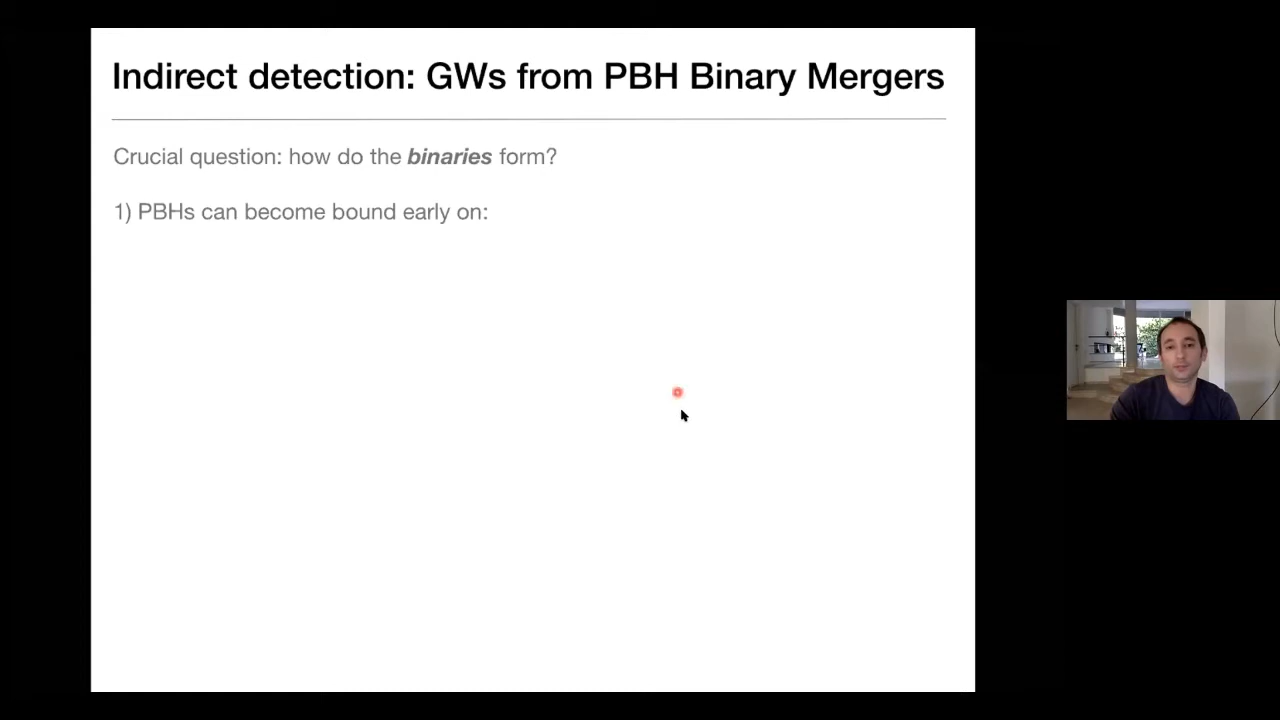 Indirect detection: GWs from PBH Binary Mergers
Crucial question: how do the binaries form?
1) PBHs can become bound early on: